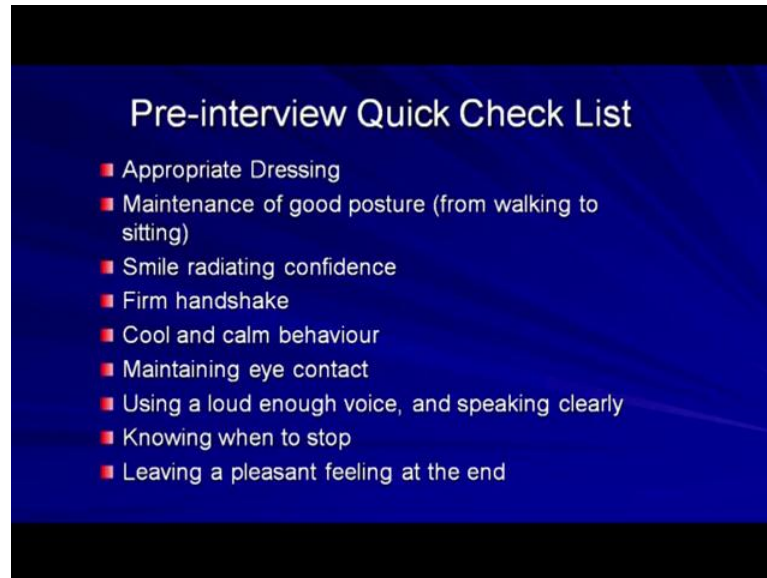 Pre-interview Quick Check List
Appropriate Dressing
Maintenance of good posture (from walking to
sitting)
Smile radiating confidence
Firm handshake
Cool and calm behaviour
Maintaining eye contact
Using a loud enough voice, and speaking clearly
Knowing when to stop
Leaving a pleasant feeling at the end